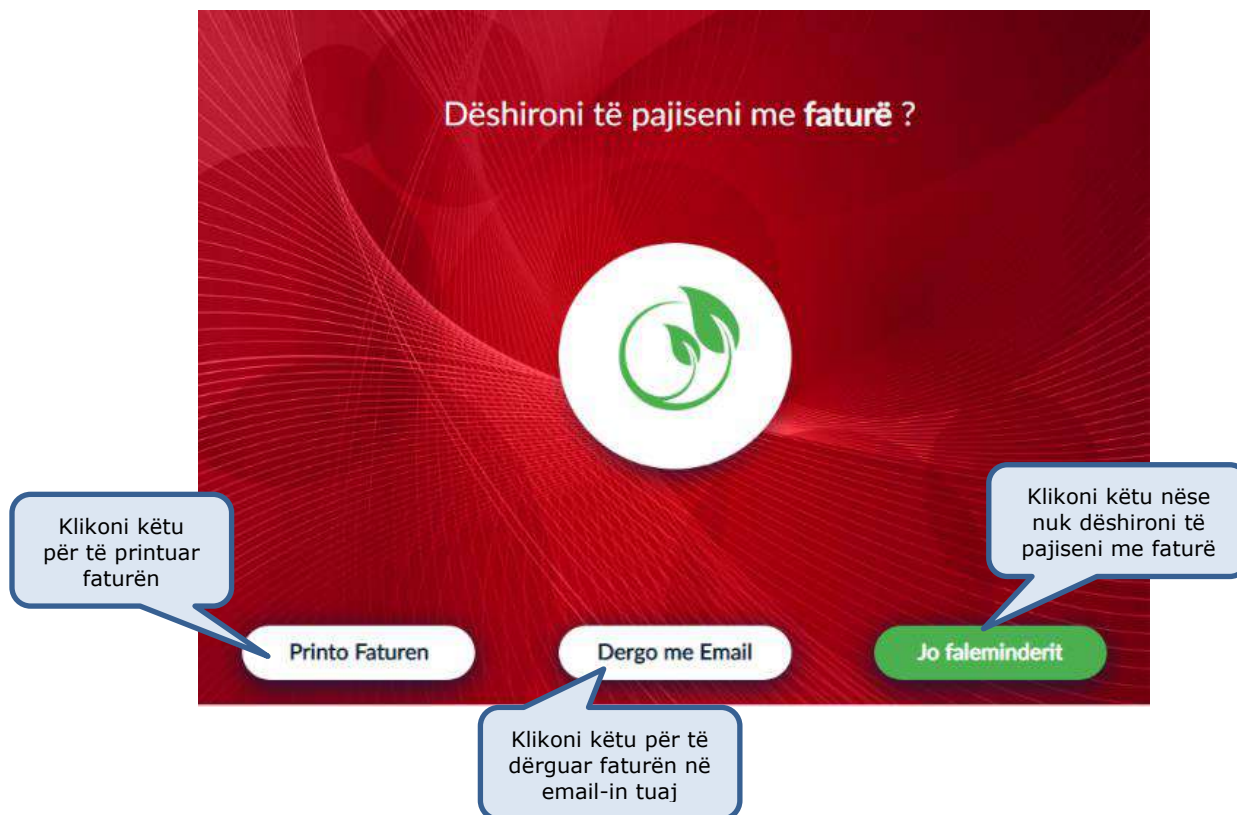 Dëshironi të pajiseni me faturë ?
Klikoni këtu
për të printuar
faturën
Klikoni këtu nëse
nuk dëshironi të
pajiseni me faturë
Printo Faturen
Dergo me Email
Jo faleminderit
Klikoni këtu për të
dërguar faturën në
email-in tuaj